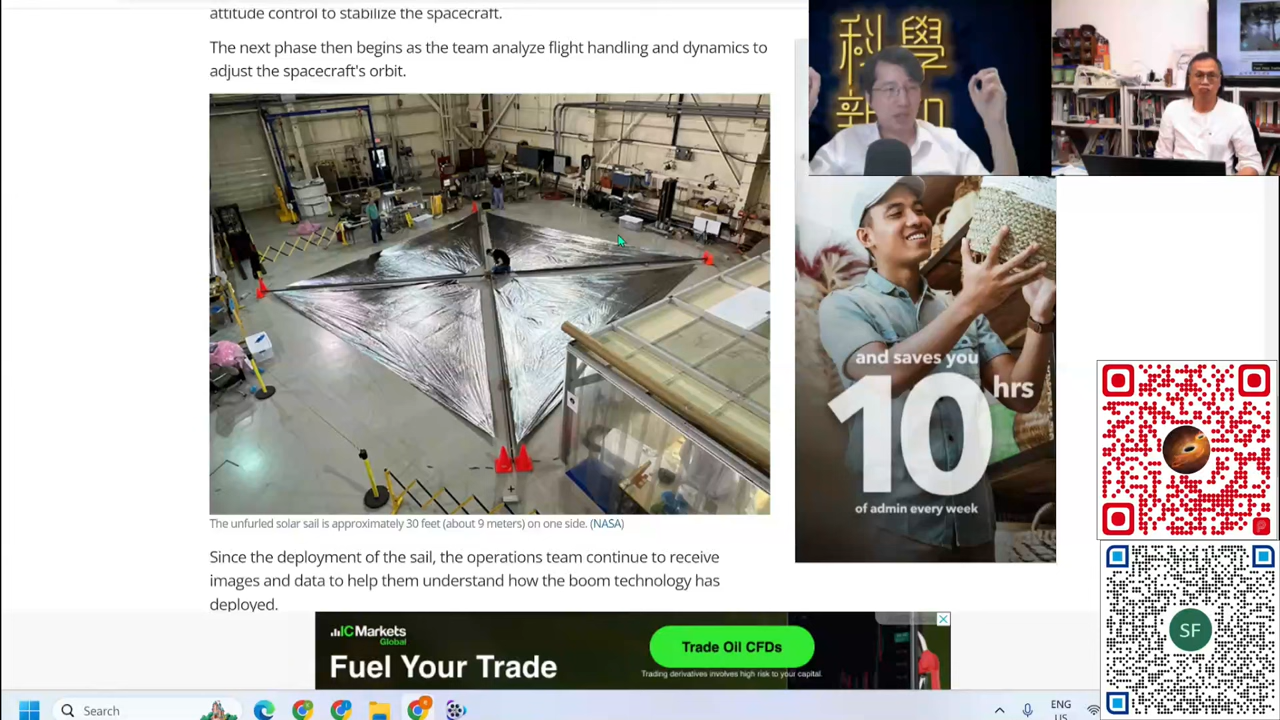 attitude control to stabilize the spacecraft.
The next phase then begins as the team analyze flight handling and dynamics to
adjust the spacecraft's orbit.
科學
新知
The unfurled solar sail is approximately 30 feet (about 9 meters) on one side. (NASA)
Since the deployment of the sail, the operations team continue to receive
images and data to help them understand how the boom technology has
deployed.
and saves you
10 hrs
of admin every week
SF
IC Markets
Global
Fuel Your Trade
Trade Oil CFDs
Trading derivatives involves high risk to your capital.
Search
ENG
US